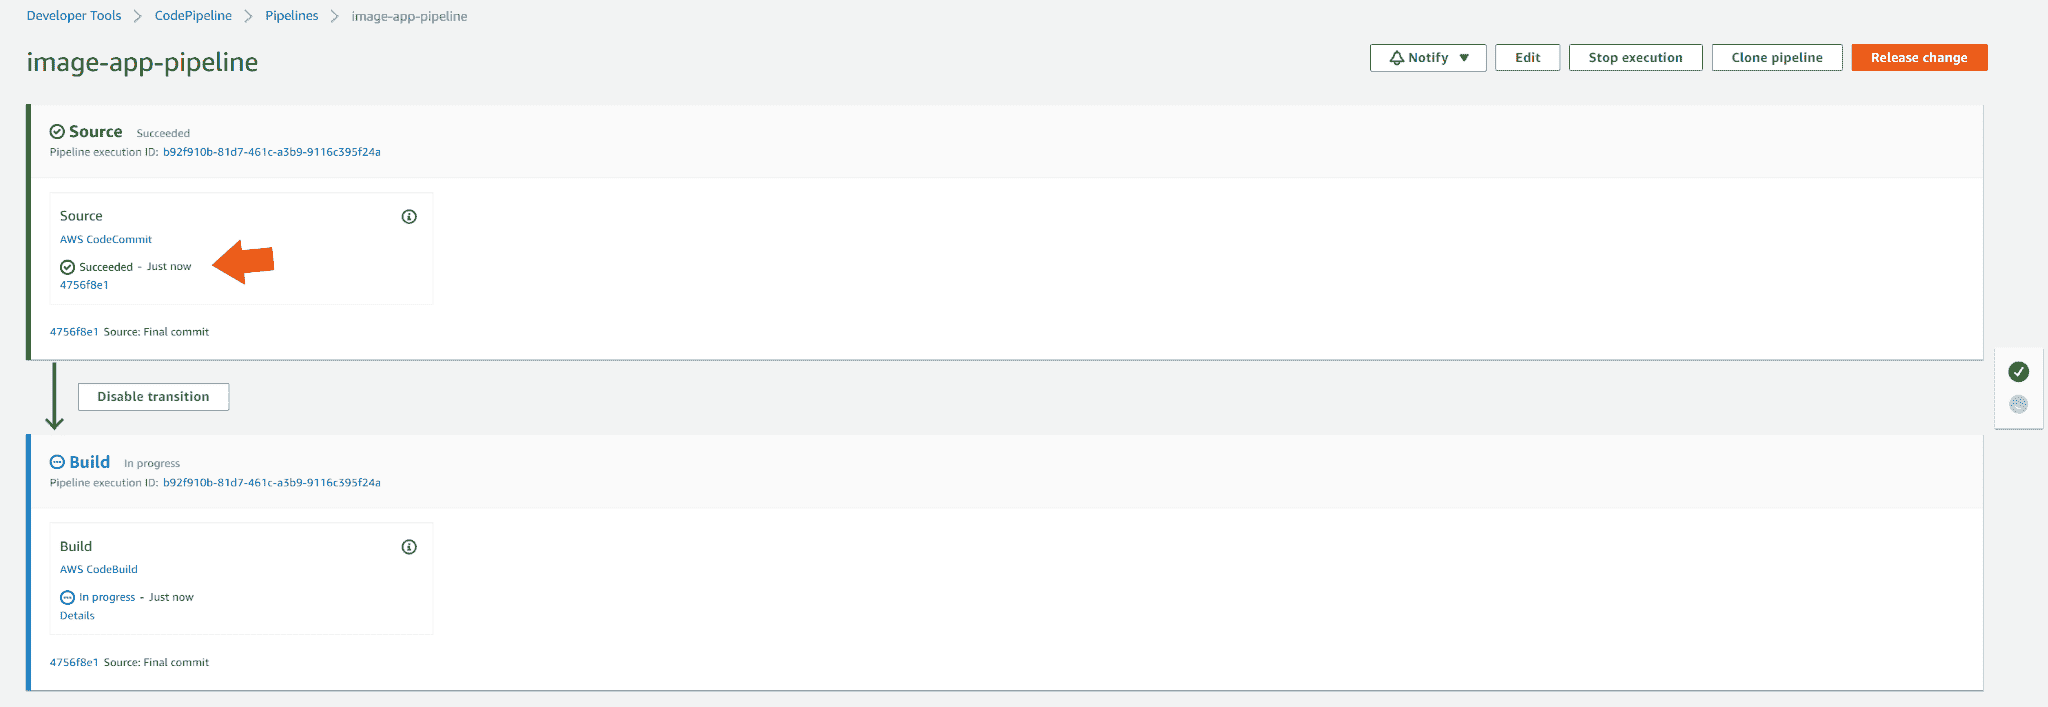 Developer Tools > CodePipeline > Pipelines > image-app-pipeline
image-app-pipeline
Notify ▼ Edit Stop execution Clone pipeline Release change
Source Succeeded
Pipeline execution ID: b92f910b-81d7-461c-a3b9-9116c395f24a
Source
AWS CodeCommit
Succeeded - Just now
4756f8e1
4756f8e1 Source: Final commit
Disable transition
Build In progress
Pipeline execution ID: b92f910b-81d7-461c-a3b9-9116c395f24a
Build
AWS CodeBuild
In progress - Just now
Details
4756f8e1 Source: Final commit